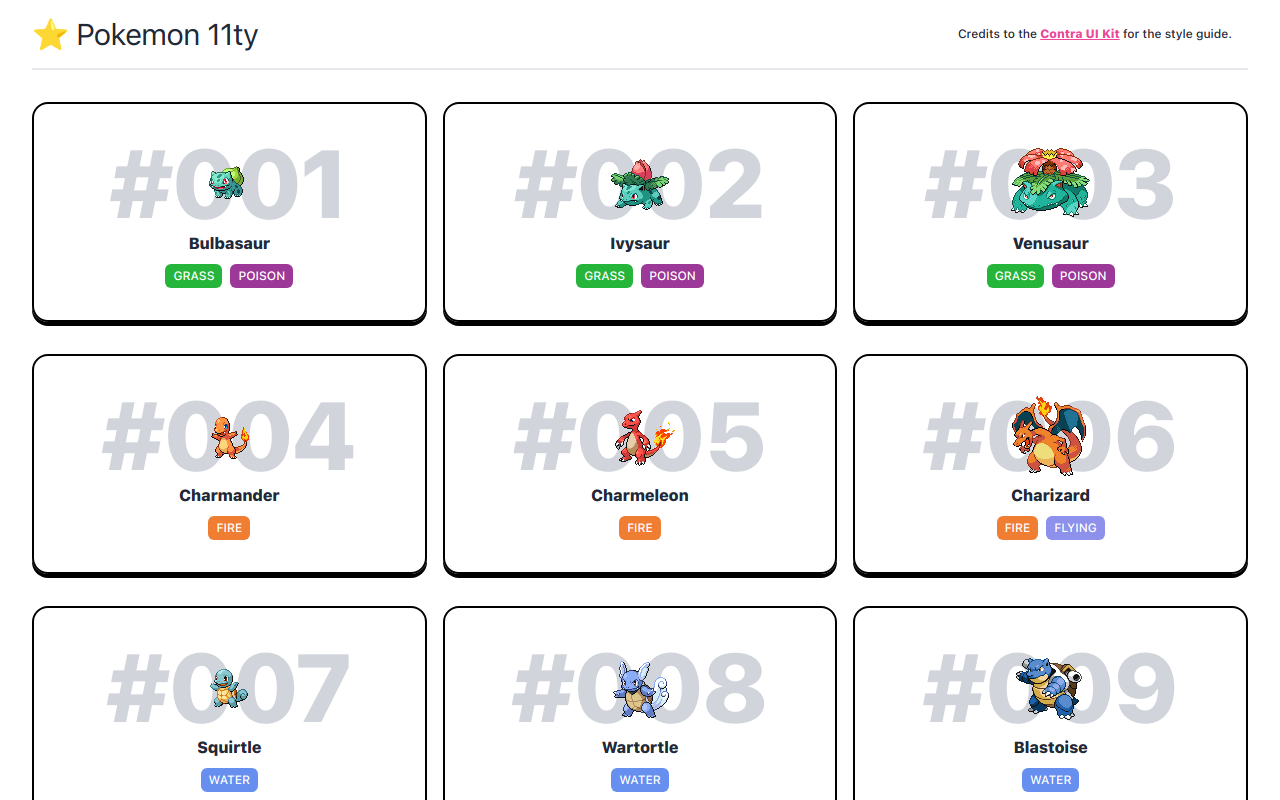 ⭐ Pokemon 11ty
Credits to the Contra UI Kit for the style guide.
#001
Bulbasaur
GRASS POISON
#002
Ivysaur
GRASS POISON
#003
Venusaur
GRASS POISON
#004
Charmander
FIRE
#005
Charmeleon
FIRE
#006
Charizard
FIRE FLYING
#007
Squirtle
WATER
#008
Wartortle
WATER
#009
Blastoise
WATER